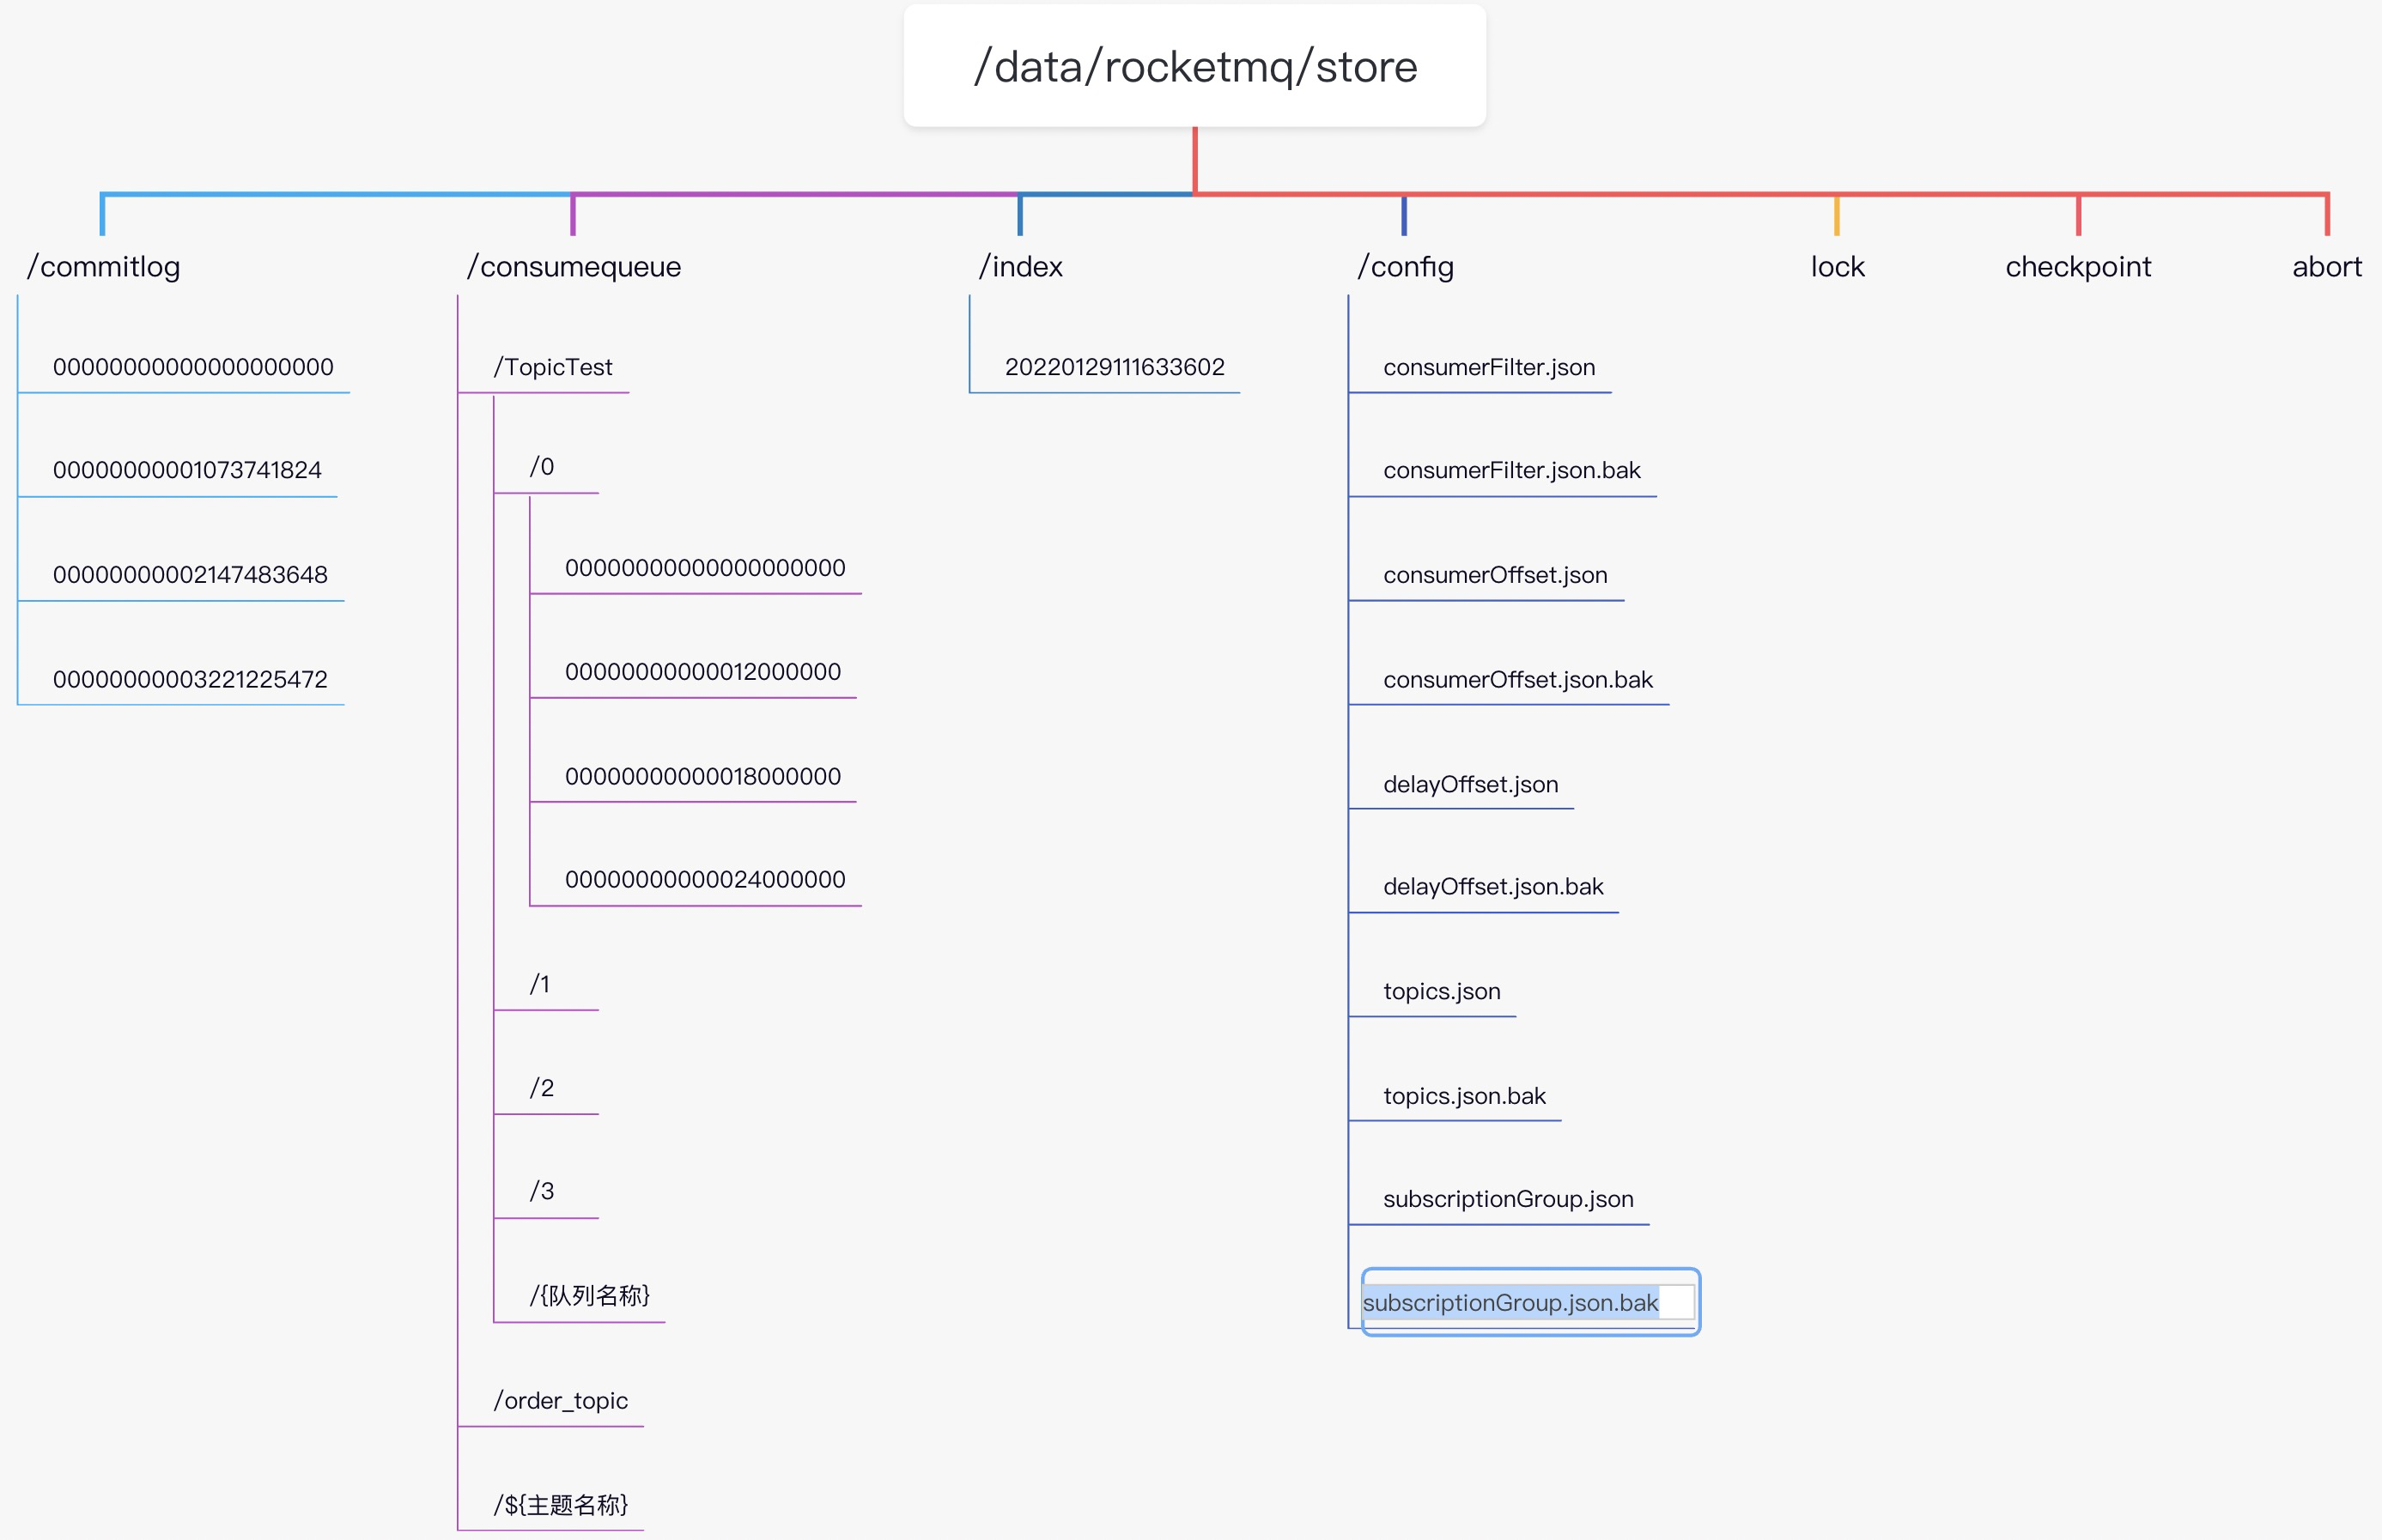 /data/rocketmq/store
/commitlog
00000000000000000000
00000000001073741824
00000000002147483648
00000000003221225472
/consumequeue
/TopicTest
/0
00000000000000000000
00000000000012000000
00000000000018000000
00000000000024000000
/1
/2
/3
/{队列名称}
/order_topic
/${主题名称}
/index
20220129111633602
/config
consumerFilter.json
consumerFilter.json.bak
consumerOffset.json
consumerOffset.json.bak
delayOffset.json
delayOffset.json.bak
topics.json
topics.json.bak
subscriptionGroup.json
subscriptionGroup.json.bak
lock
checkpoint
abort